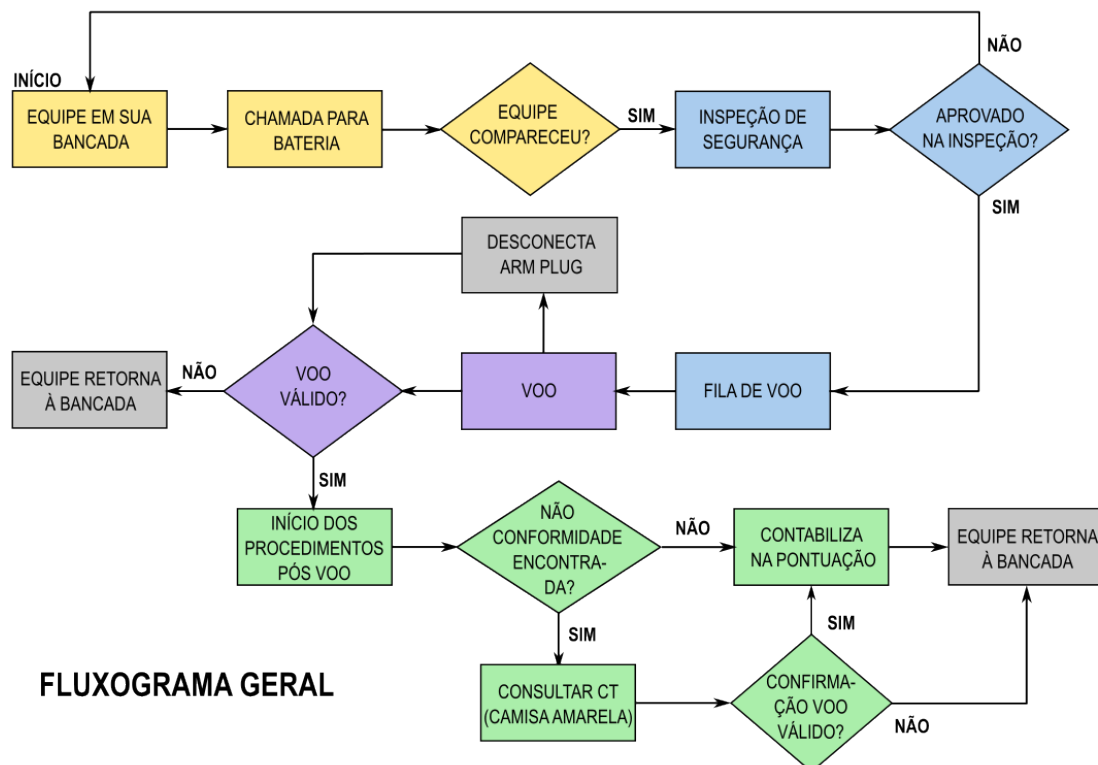 NÃO
INÍCIO
EQUIPE EM SUA
BANCADA
CHAMADA PARA
BATERIA
EQUIPE
COMPARECEU?
SIM
INSPEÇÃO DE
SEGURANÇA
APROVADO
NA INSPEÇÃO?
SIM
DESCONECTA
ARM PLUG
EQUIPE RETORNA
À BANCADA
NÃO
VOO
VÁLIDO?
VOO
FILA DE VOO
SIM
INÍCIO DOS
PROCEDIMENTOS
PÓS VOO
NÃO
CONFORMIDADE
ENCONTRA-
DA?
NÃO
CONTABILIZA
NA PONTUAÇÃO
EQUIPE RETORNA
À BANCADA
SIM
SIM
FLUXOGRAMA GERAL
CONSULTAR CT
(CAMISA AMARELA)
CONFIRMA-
ÇÃO VOO
VÁLIDO?
NÃO